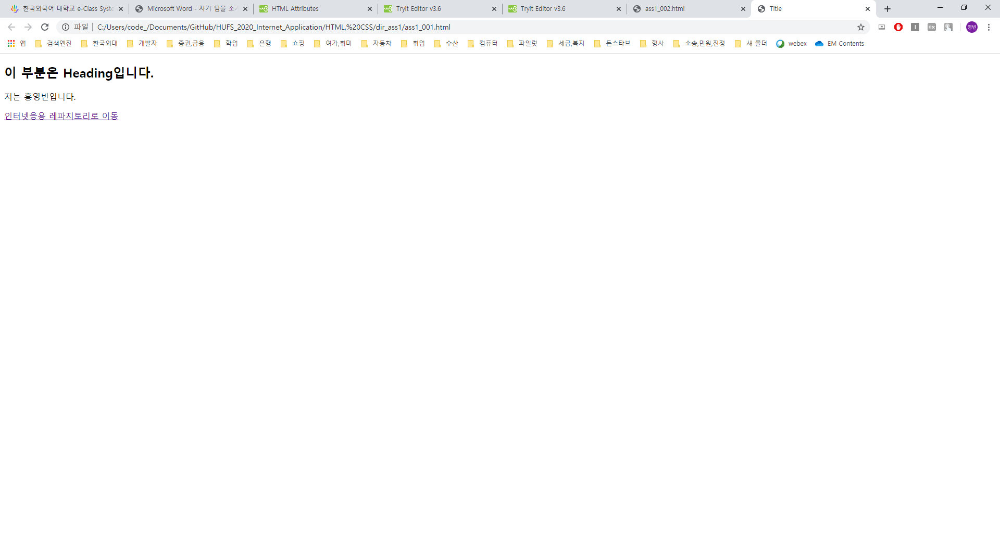 한국외국어 대학교 e-Class Syste
Microsoft Word - 자기 팀을 소개
HTML Attributes
Tryit Editor v3.6
Tryit Editor v3.6
ass1_002.html
Title
파일 C:/Users/code_/Documents/GitHub/HUFS_2020_Internet_Application/HTML,%20CSS/dir_ass1/ass1_001.html 영빈
앱 검색엔진 한국외대 개발자 증권,금융 학업 은행 쇼핑 여가,취미 자동차 취업 수산 컴퓨터 파일럿 세금,복지 돈스타브 형사 소송,민원,진정 새 폴더 webex EM Contents
이 부분은 Heading입니다.
저는 홍영빈입니다.
인터넷응용 레파지토리로 이동